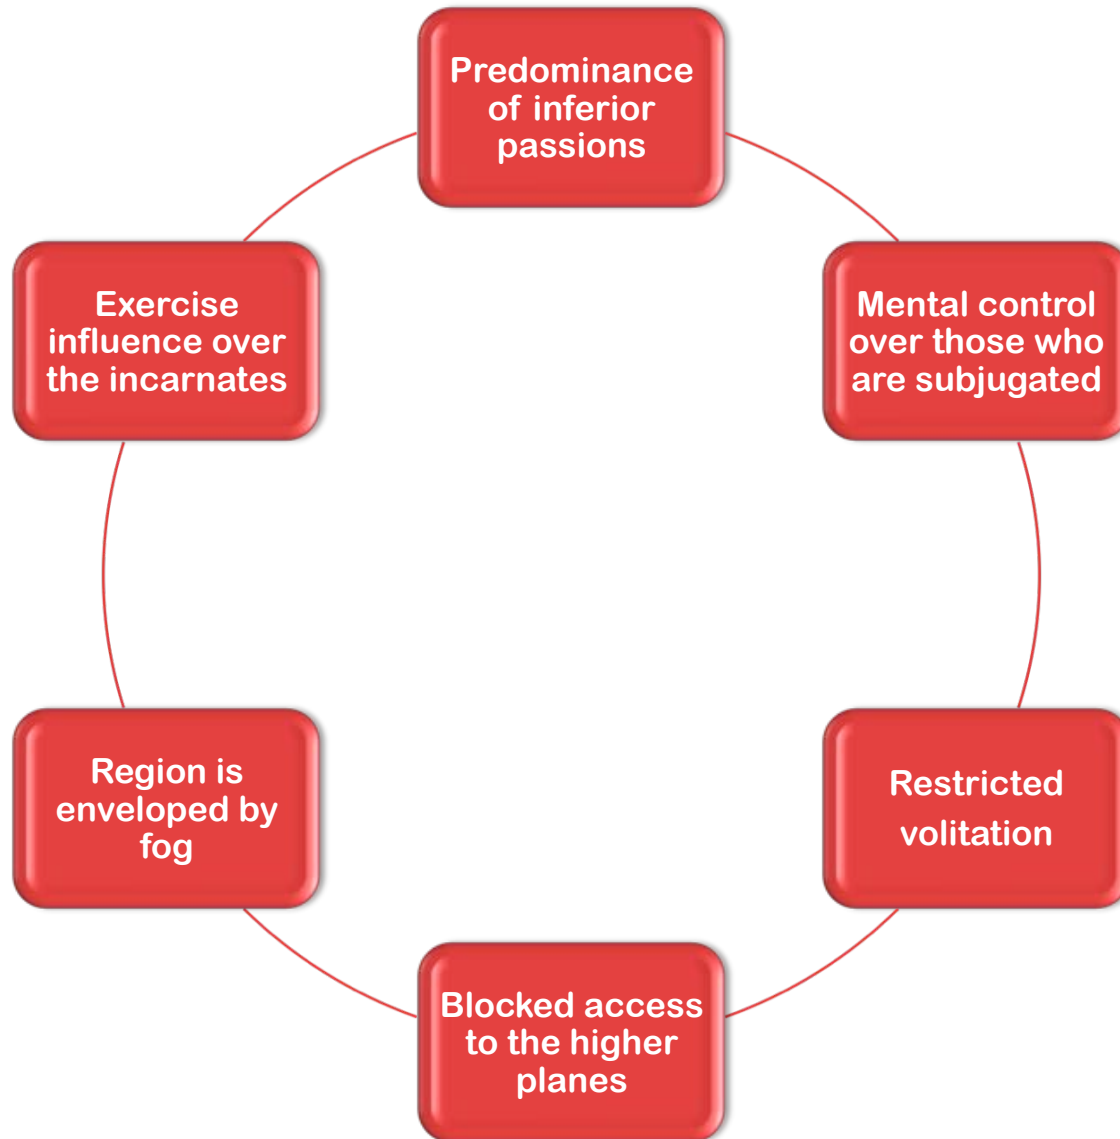 Predominance
of inferior
passions
Mental control
over those who
are subjugated
Restricted
volitation
Blocked access
to the higher
planes
Region is
enveloped by
fog
Exercise
influence over
the incarnates